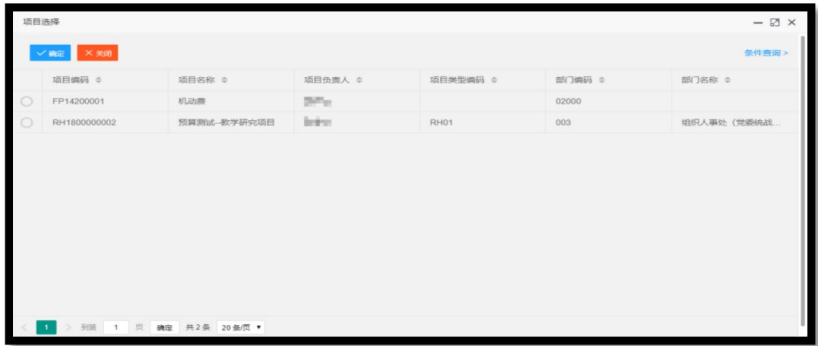 项目选择
确定 关闭 条件查询 >
项目编码 项目名称 项目负责人 项目类型编码 部门编码 部门名称
FP14200001 机动费 02000
RH1800000002 预算测试--教学研究项目 RH01 003 组织人事处（党委统战...
< 1 > 到第 1 页 确定 共 2 条 20 条/页